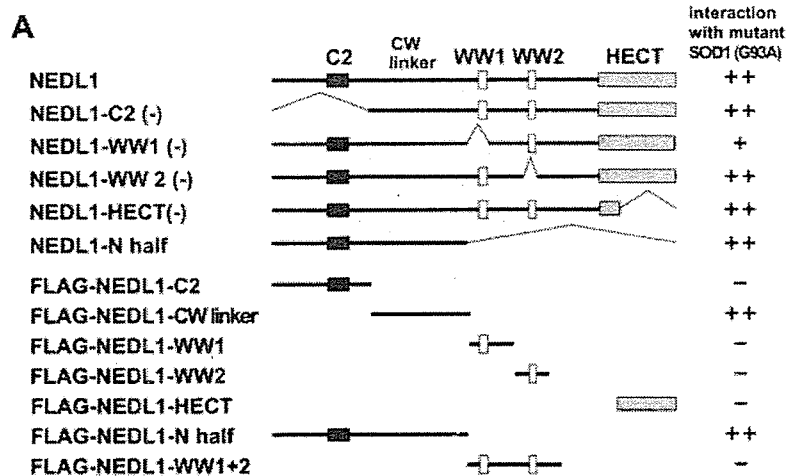 A
interaction
with mutant
SOD1 (G93A)
C2
CW
linker
WW1
WW2
HECT
NEDL1 ++
NEDL1-C2 (-) ++
NEDL1-WW1 (-) +
NEDL1-WW 2 (-) ++
NEDL1-HECT(-) ++
NEDL1-N half ++
FLAG-NEDL1-C2 −
FLAG-NEDL1-CW linker ++
FLAG-NEDL1-WW1 −
FLAG-NEDL1-WW2 −
FLAG-NEDL1-HECT −
FLAG-NEDL1-N half ++
FLAG-NEDL1-WW1+2 −